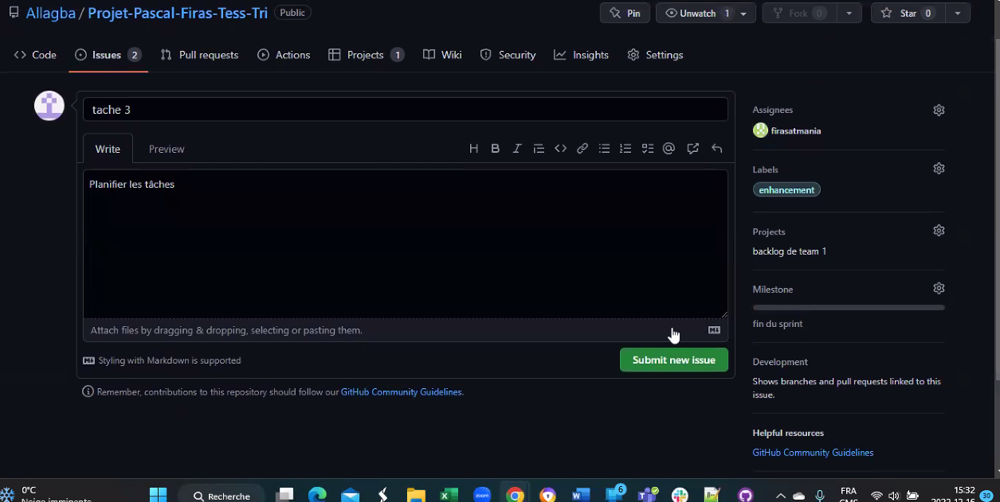 Allagba / Projet-Pascal-Firas-Tess-Tri Public
Pin Unwatch 1 Fork 0 Star 0
Code Issues 2 Pull requests Actions Projects 1 Wiki Security Insights Settings
tache 3
Write Preview
Planifier les tâches
Attach files by dragging & dropping, selecting or pasting them.
Styling with Markdown is supported
Submit new issue
Remember, contributions to this repository should follow our GitHub Community Guidelines.
Assignees
firasatmania
Labels
enhancement
Projects
backlog de team 1
Milestone
fin du sprint
Development
Shows branches and pull requests linked to this
issue.
Helpful resources
GitHub Community Guidelines
0°C
Neige imminente
Recherche
zoom
6
FRA
CMS
15:32
2022-12-16
30